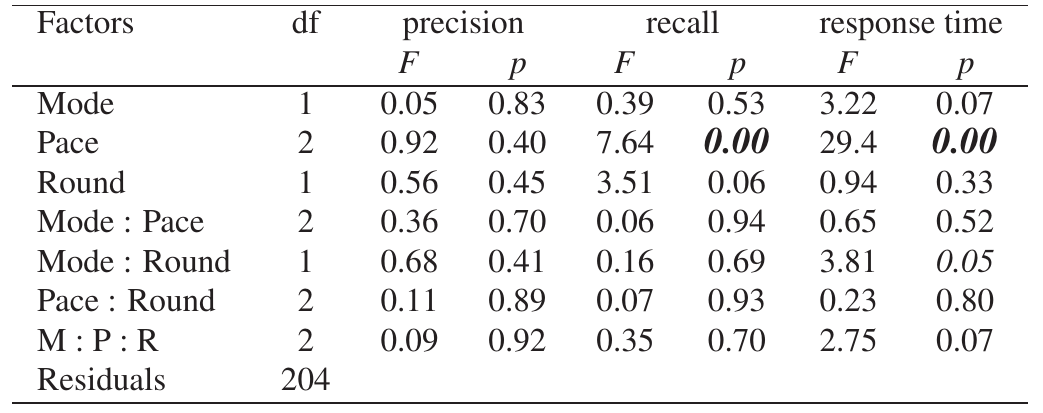 Factors df precision recall response time
F p F p F p
Mode 1 0.05 0.83 0.39 0.53 3.22 0.07
Pace 2 0.92 0.40 7.64 0.00 29.4 0.00
Round 1 0.56 0.45 3.51 0.06 0.94 0.33
Mode : Pace 2 0.36 0.70 0.06 0.94 0.65 0.52
Mode : Round 1 0.68 0.41 0.16 0.69 3.81 0.05
Pace : Round 2 0.11 0.89 0.07 0.93 0.23 0.80
M : P : R 2 0.09 0.92 0.35 0.70 2.75 0.07
Residuals 204